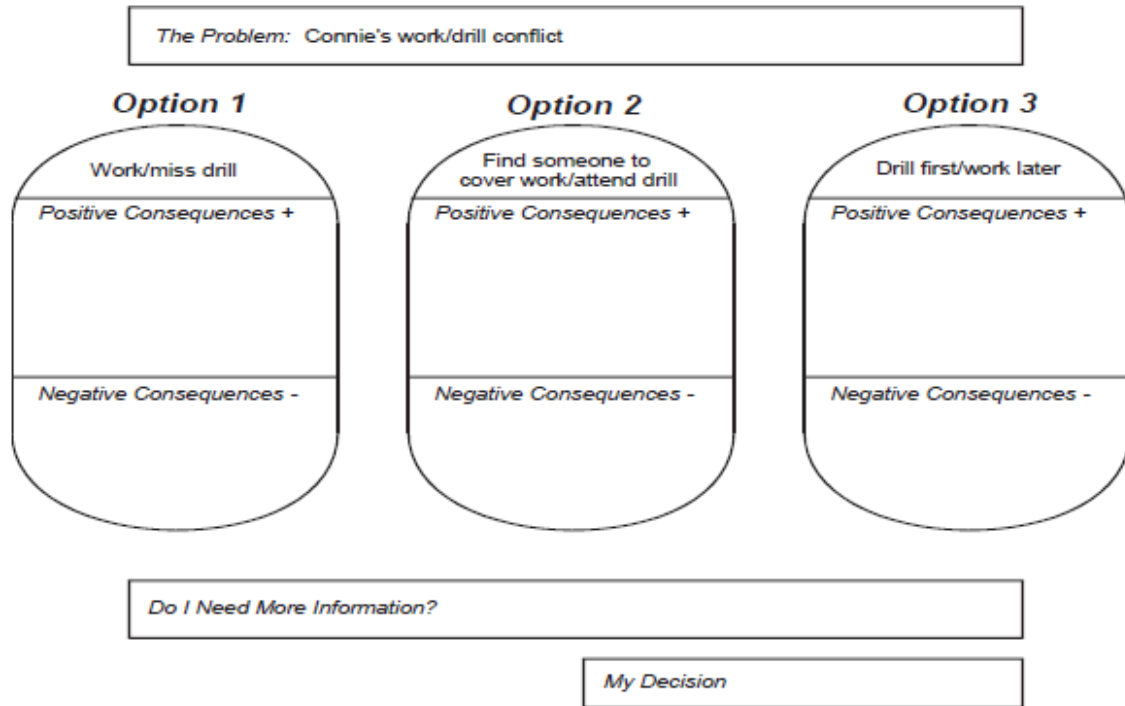 The Problem: Connie's work/drill conflict
Option 1
Work/miss drill
Positive Consequences +
Negative Consequences -
Option 2
Find someone to
cover work/attend drill
Positive Consequences +
Negative Consequences -
Option 3
Drill first/work later
Positive Consequences +
Negative Consequences -
Do I Need More Information?
My Decision